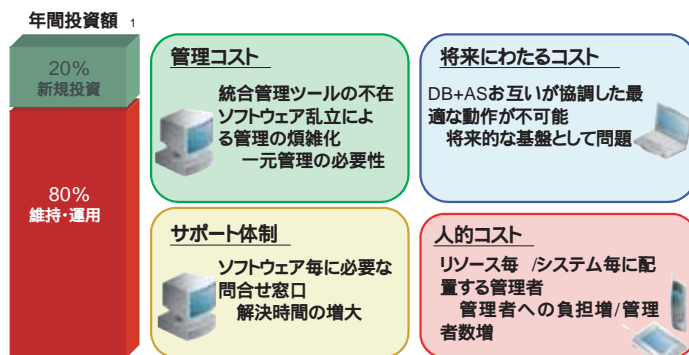 年間投資額 1
20%
新規投資
80%
維持・運用
管理コスト
統合管理ツールの不在
ソフトウェア乱立によ
る管理の煩雑化
一元管理の必要性
将来にわたるコスト
DB+ASお互いが協調した最
適な動作が不可能
将来的な基盤として問題
サポート体制
ソフトウェア毎に必要な
問合せ窓口
解決時間の増大
人的コスト
リソース毎 /システム毎に配
置する管理者
管理者への負担増/管理
者数増